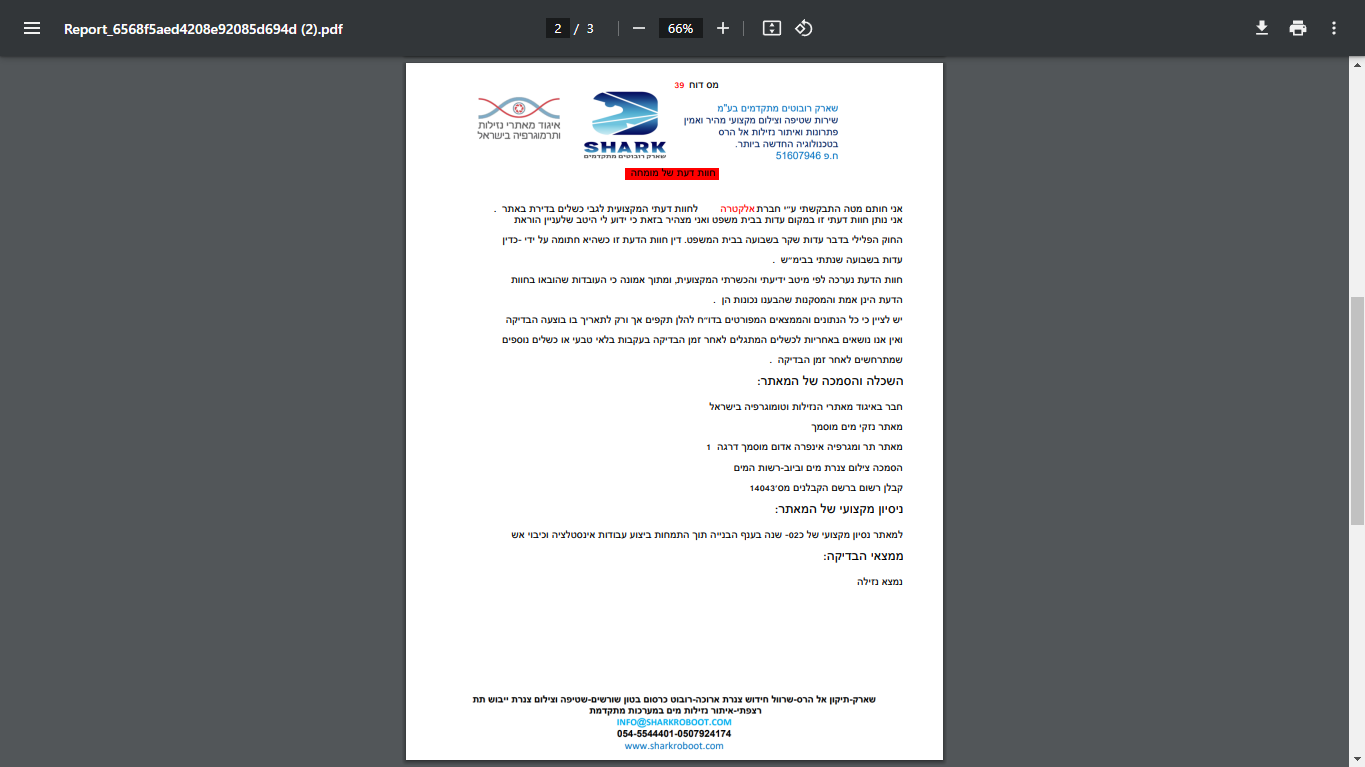 Report_6568f5aed4208e92085d694d (2).pdf
2 / 3
66%
מס דוח 39
שארק רובוטים מתקדמים בע"מ
שירות שטיפה וצילום מקצועי מהיר ואמין
פתרונות ואיתור נזילות אל הרס
בטכנולוגיה החדשה ביותר.
ח.פ 51607946
SHARK
שארק רובוטים מתקדמים
איגוד מאתרי נזילות
ותרמוגרפיה בישראל
חוות דעת של מומחה
אני חותם מטה התבקשתי ע״י חברת אלקטרה לחוות דעתי המקצועית לגבי כשלים בדירת באתר .
אני נותן חוות דעתי זו במקום עדות בבית משפט ואני מצהיר בזאת כי ידוע לי היטב שלעניין הוראת
החוק הפלילי בדבר עדות שקר בשבועה בבית המשפט. דין חוות הדעת זו כשהיא חתומה על ידי -כדין
עדות בשבועה שנתתי בבימ״ש .
חוות הדעת נערכה לפי מיטב ידיעתי והכשרתי המקצועית, ומתוך אמונה כי העובדות שהובאו בחוות
הדעת הינן אמת והמסקנות שהבענו נכונות הן .
יש לציין כי כל הנתונים והממצאים המפורטים בדו״ח להלן תקפים אך ורק לתאריך בו בוצעה הבדיקה
ואין אנו נושאים באחריות לכשלים המתגלים לאחר זמן הבדיקה בעקבות בלאי טבעי או כשלים נוספים
שמתרחשים לאחר זמן הבדיקה .
השכלה והסמכה של המאתר:
חבר באיגוד מאתרי הנזילות וטומוגרפיה בישראל
מאתר נזקי מים מוסמך
מאתר תר ומגרפיה אינפרה אדום מוסמך דרגה 1
הסמכה צילום צנרת מים וביוב-רשות המים
קבלן רשום ברשם הקבלנים מס׳14043
ניסיון מקצועי של המאתר:
למאתר נסיון מקצועי של כ02- שנה בענף הבנייה תוך התמחות ביצוע עבודות אינסטלציה וכיבוי אש
ממצאי הבדיקה:
נמצא נזילה
שארק-תיקון אל הרס-שרוול חידוש צנרת ארוכה-רובוט כרסום בטון שורשים-שטיפה וצילום צנרת ייבוש תת
רצפתי-איתור נזילות מים במערכות מתקדמת
INFO@SHARKROBOOT.COM
054-5544401-0507924174
www.sharkroboot.com